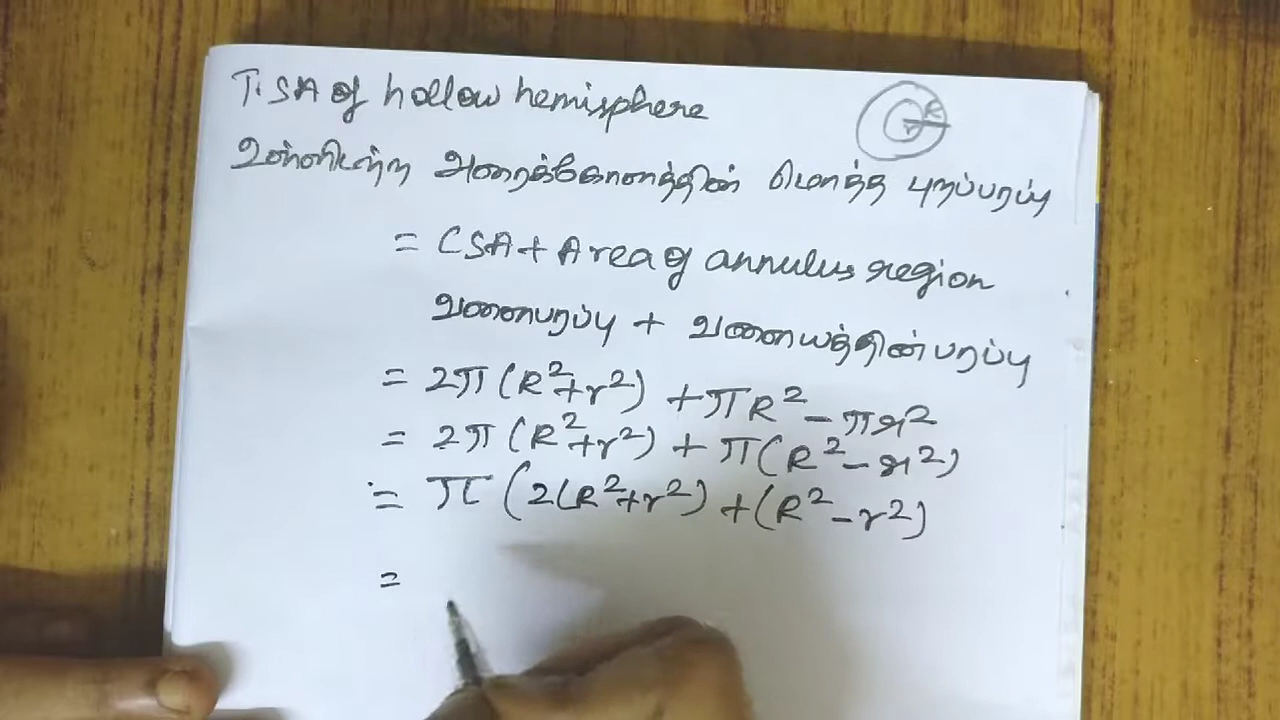 T.SA of hollow hemisphere
R
r
உள்ளீடற்ற அரைக்கோளத்தின் மொத்த புறப்பரப்பு
= CSA + Area of annulus region
வளைபரப்பு + வளையத்தின் பரப்பு
= 2π (R²+r²) + πR² - πr²
= 2π (R²+r²) + π(R²-r²)
= π (2(R²+r²) + (R²-r²)
=